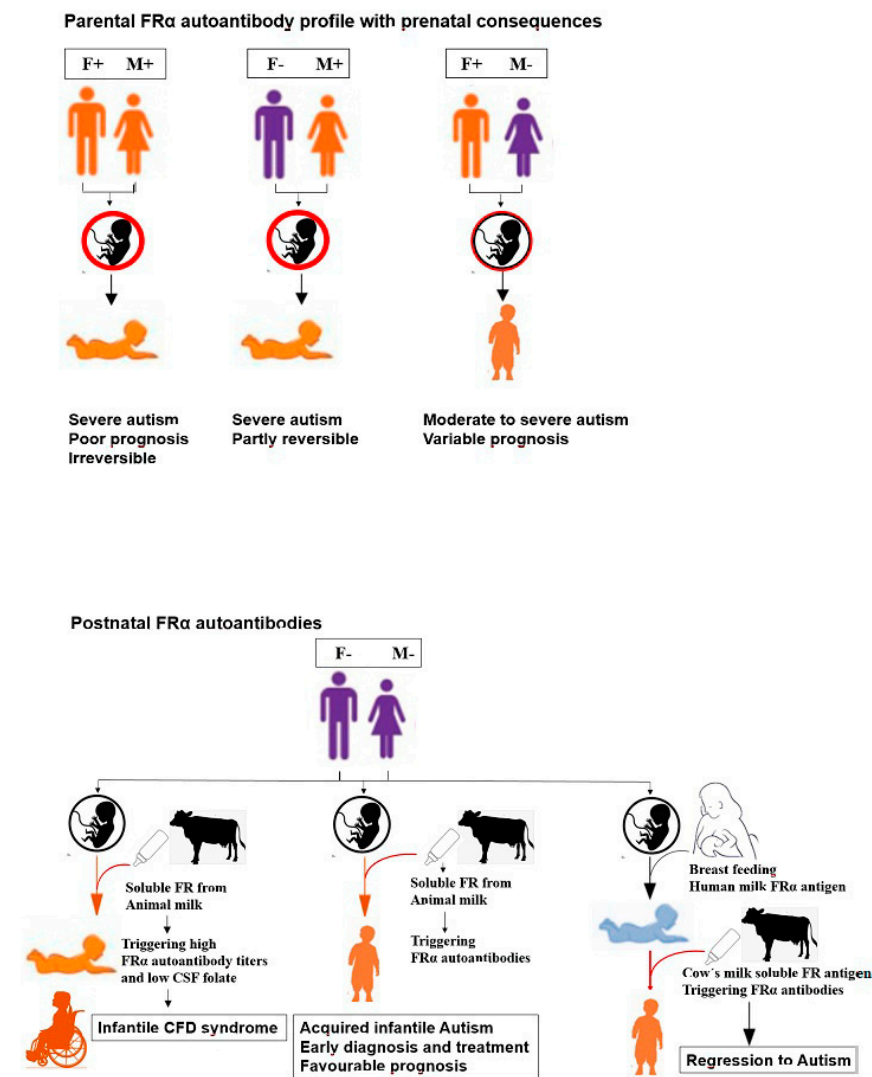 Parental FRα autoantibody profile with prenatal consequences
F+ M+
F- M+
F+ M-
Severe autism
Poor prognosis
Irreversible
Severe autism
Partly reversible
Moderate to severe autism
Variable prognosis
Postnatal FRα autoantibodies
F- M-
Soluble FR from
Animal milk
Triggering high
FRα autoantibody titers
and low CSF folate
Infantile CFD syndrome
Soluble FR from
Animal milk
Triggering
FRα autoantibodies
Acquired infantile Autism
Early diagnosis and treatment
Favourable prognosis
Breast feeding
Human milk FRα antigen
Cow´s milk soluble FR antigen
Triggering FRα antibodies
Regression to Autism